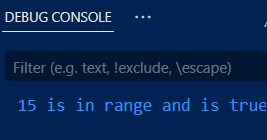 DEBUG CONSOLE ...
Filter (e.g. text, !exclude, \escape)
15 is in range and is true